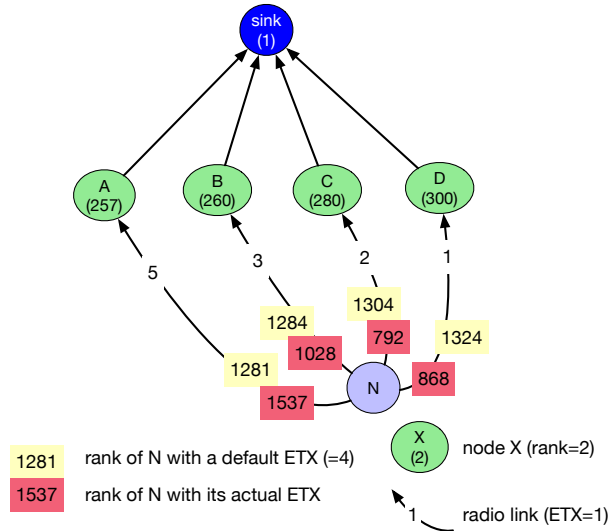 sink
(1)
A
(257)
B
(260)
C
(280)
D
(300)
5
3
2
1
1284
1304
1324
1028
792
1281
868
1537
N
X
(2)
node X (rank=2)
1281 rank of N with a default ETX (=4)
1537 rank of N with its actual ETX
1 radio link (ETX=1)